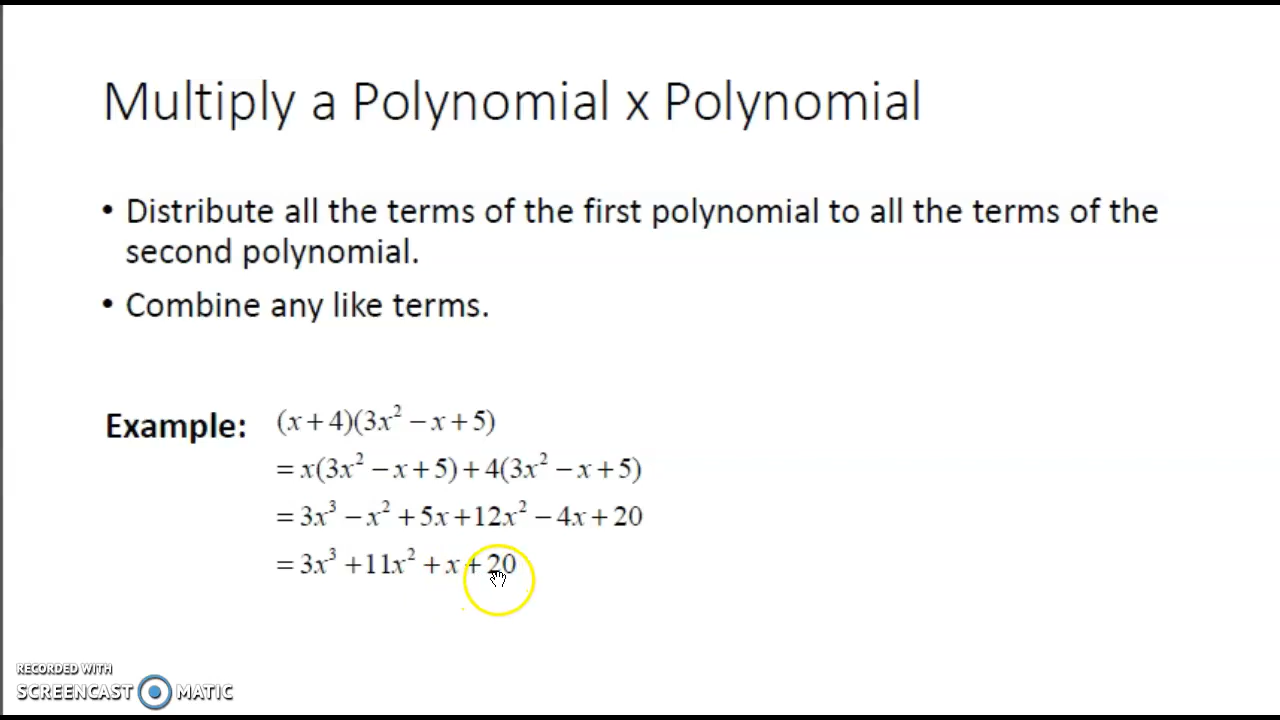 Multiply a Polynomial x Polynomial
• Distribute all the terms of the first polynomial to all the terms of the
second polynomial.
• Combine any like terms.
Example: (x + 4)(3x² − x + 5)
= x(3x² − x + 5) + 4(3x² − x + 5)
= 3x³ − x² + 5x + 12x² − 4x + 20
= 3x³ + 11x² + x + 20
RECORDED WITH
SCREENCAST MATIC